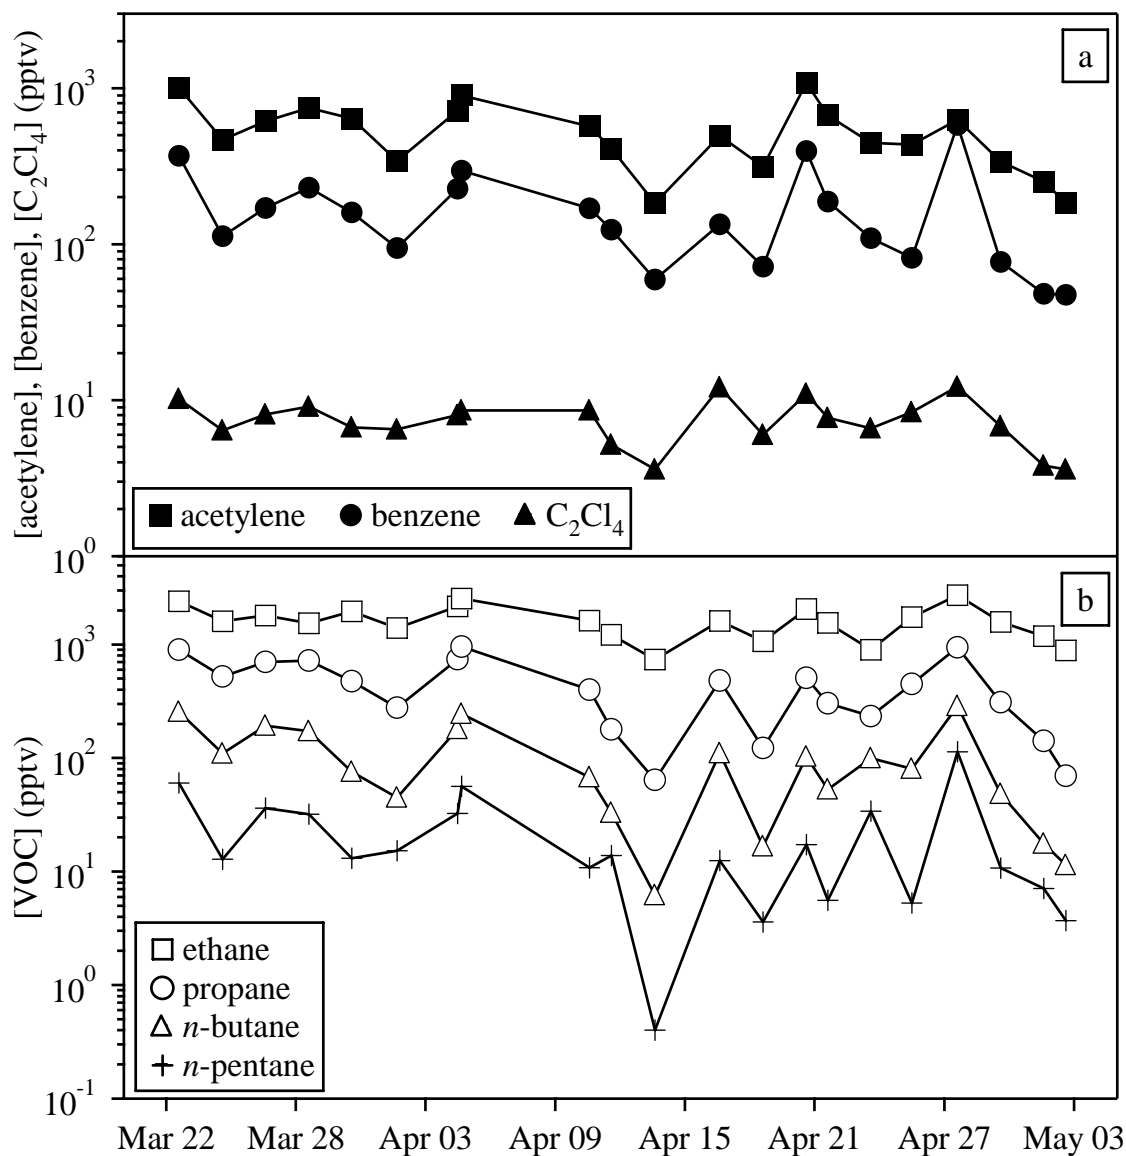 [acetylene], [benzene], [C₂Cl₄] (pptv)
a
10³
10²
10¹
10⁰
acetylene benzene C₂Cl₄
[VOC] (pptv)
b
10³
10²
10¹
10⁰
10⁻¹
ethane
propane
n-butane
n-pentane
Mar 22 Mar 28 Apr 03 Apr 09 Apr 15 Apr 21 Apr 27 May 03